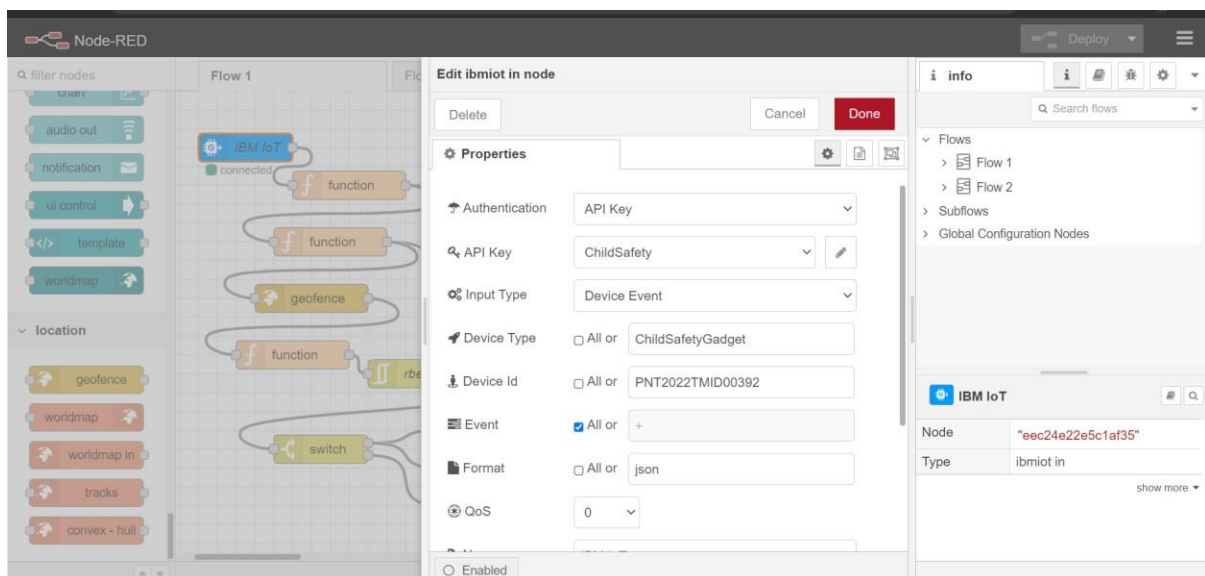 Node-RED
Deploy
filter nodes
chart
audio out
notification
ui control
template
worldmap
location
geofence
worldmap
worldmap in
tracks
convex - hull
Flow 1
IBM IoT
connected
function
function
geofence
function
rbe
switch
Edit ibmiot in node
Delete
Cancel
Done
Properties
Authentication
API Key
API Key
ChildSafety
Input Type
Device Event
Device Type
All or
ChildSafetyGadget
Device Id
All or
PNT2022TMID00392
Event
All or
+
Format
All or
json
QoS
0
Enabled
i info
i
Search flows
Flows
Flow 1
Flow 2
Subflows
Global Configuration Nodes
IBM IoT
Node
"eec24e22e5c1af35"
Type
ibmiot in
show more